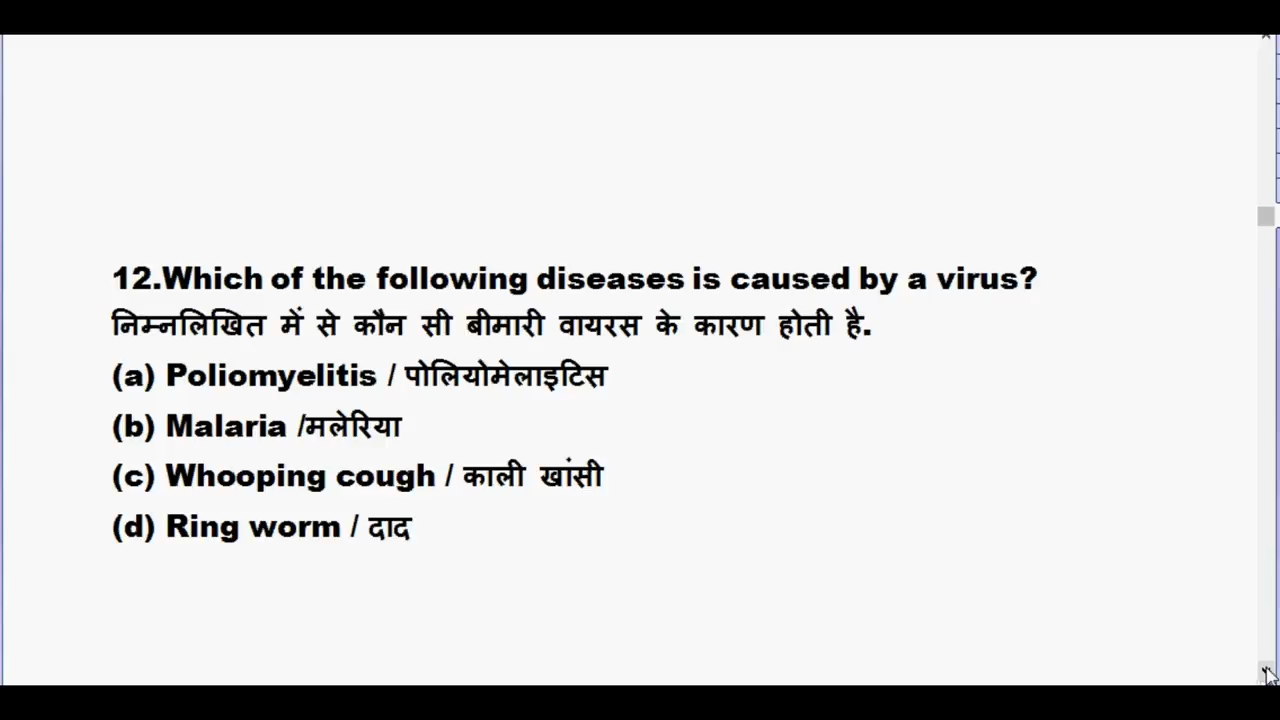 12.Which of the following diseases is caused by a virus?
निम्नलिखित में से कौन सी बीमारी वायरस के कारण होती है.
(a) Poliomyelitis / पोलियोमेलाइटिस
(b) Malaria /मलेरिया
(c) Whooping cough / काली खांसी
(d) Ring worm / दाद